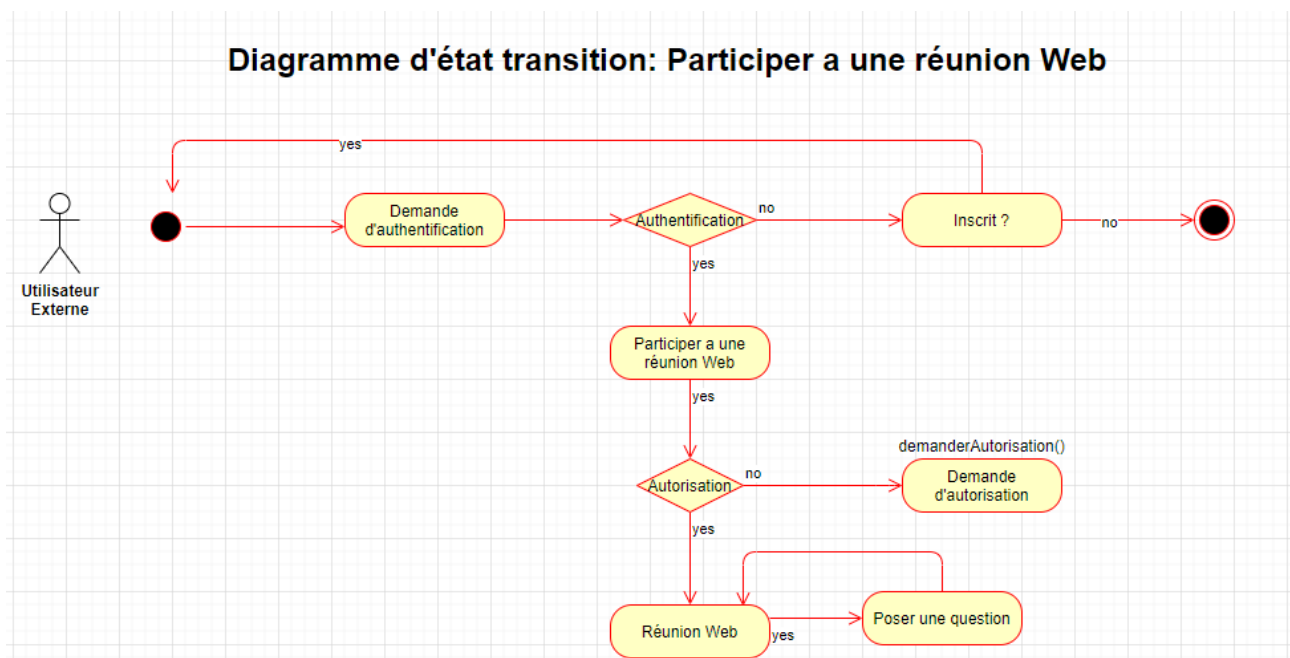 Diagramme d'état transition: Participer a une réunion Web
yes
Utilisateur
Externe
Demande
d'authentification
Authentification
no
Inscrit ?
no
yes
Participer a une
réunion Web
yes
Autorisation
no
demanderAutorisation()
Demande
d'autorisation
yes
Réunion Web
yes
Poser une question